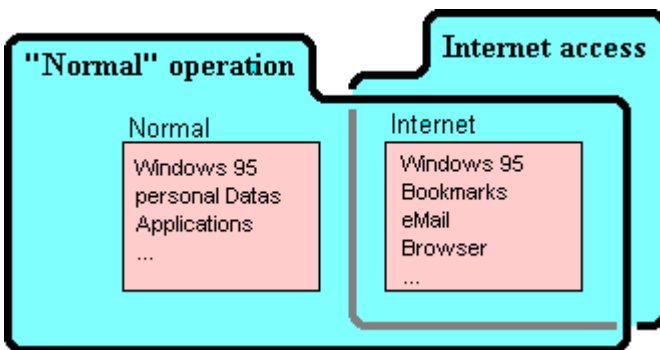 "Normal" operation
Internet access
Normal
Windows 95
personal Datas
Applications
...
Internet
Windows 95
Bookmarks
eMail
Browser
...